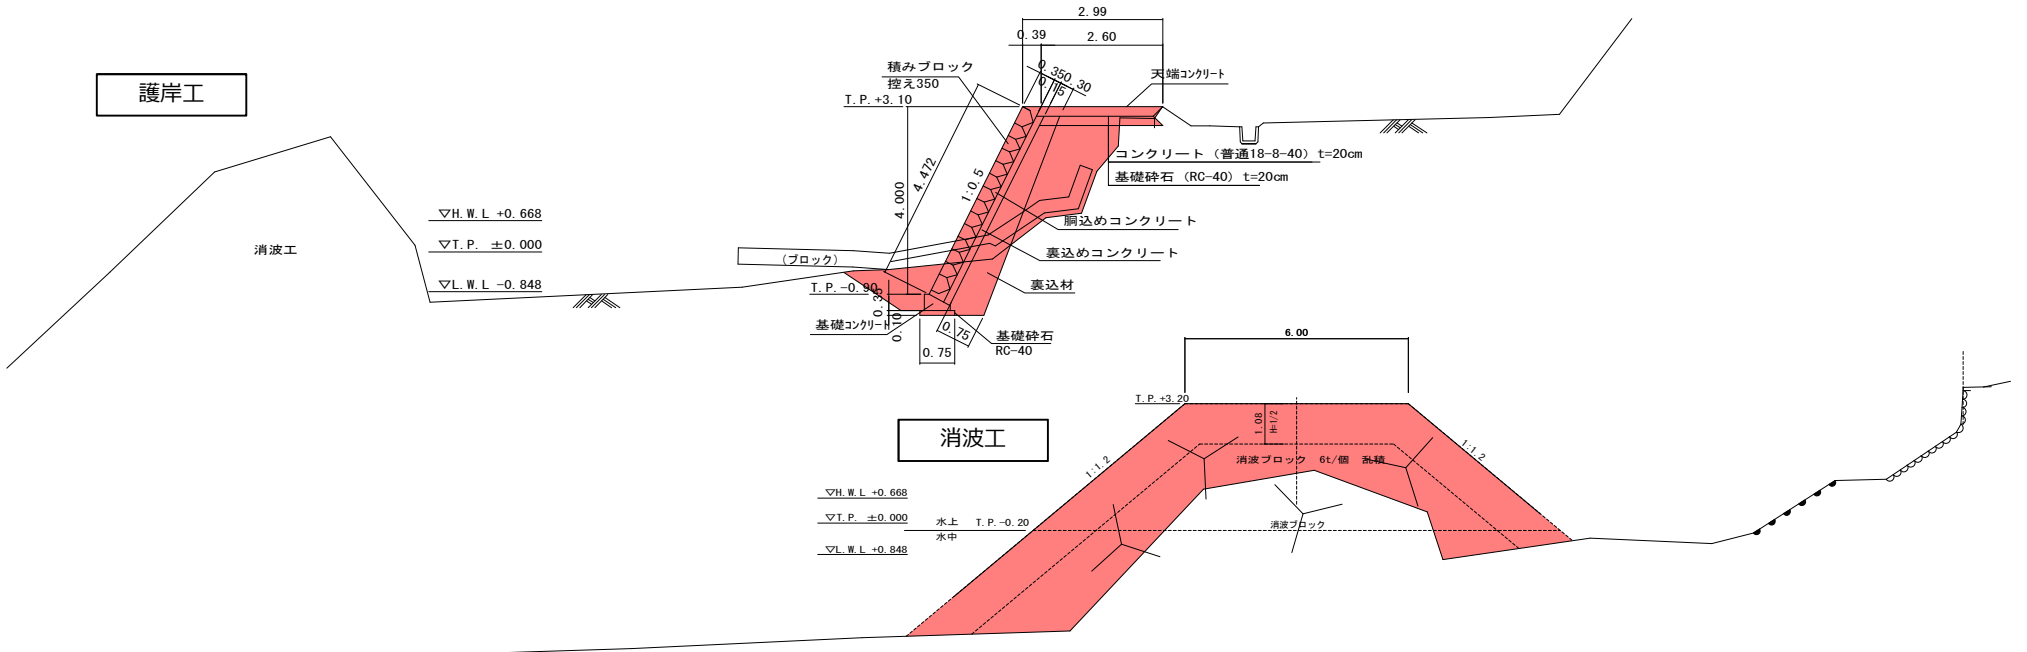 護岸工
2.99
0.39
2.60
積みブロック
控え350
0.35
0.30
0.15
天端コンクリート
T.P.+3.10
コンクリート（普通18-8-40）t=20cm
基礎砕石（RC-40）t=20cm
4.472
4.000
1:0.5
▽H.W.L +0.668
消波工
▽T.P. ±0.000
▽L.W.L -0.848
胴込めコンクリート
裏込めコンクリート
(ブロック)
裏込材
T.P.-0.90
0.35
0.10
基礎コンクリート
0.75
0.75
基礎砕石
RC-40
6.00
消波工
T.P.+3.20
1.08
H=1/2
1:1.2
1:1.2
消波ブロック 6t/個 乱積
▽H.W.L +0.668
▽T.P. ±0.000
水上
水中
T.P.-0.20
消波ブロック
▽L.W.L +0.848